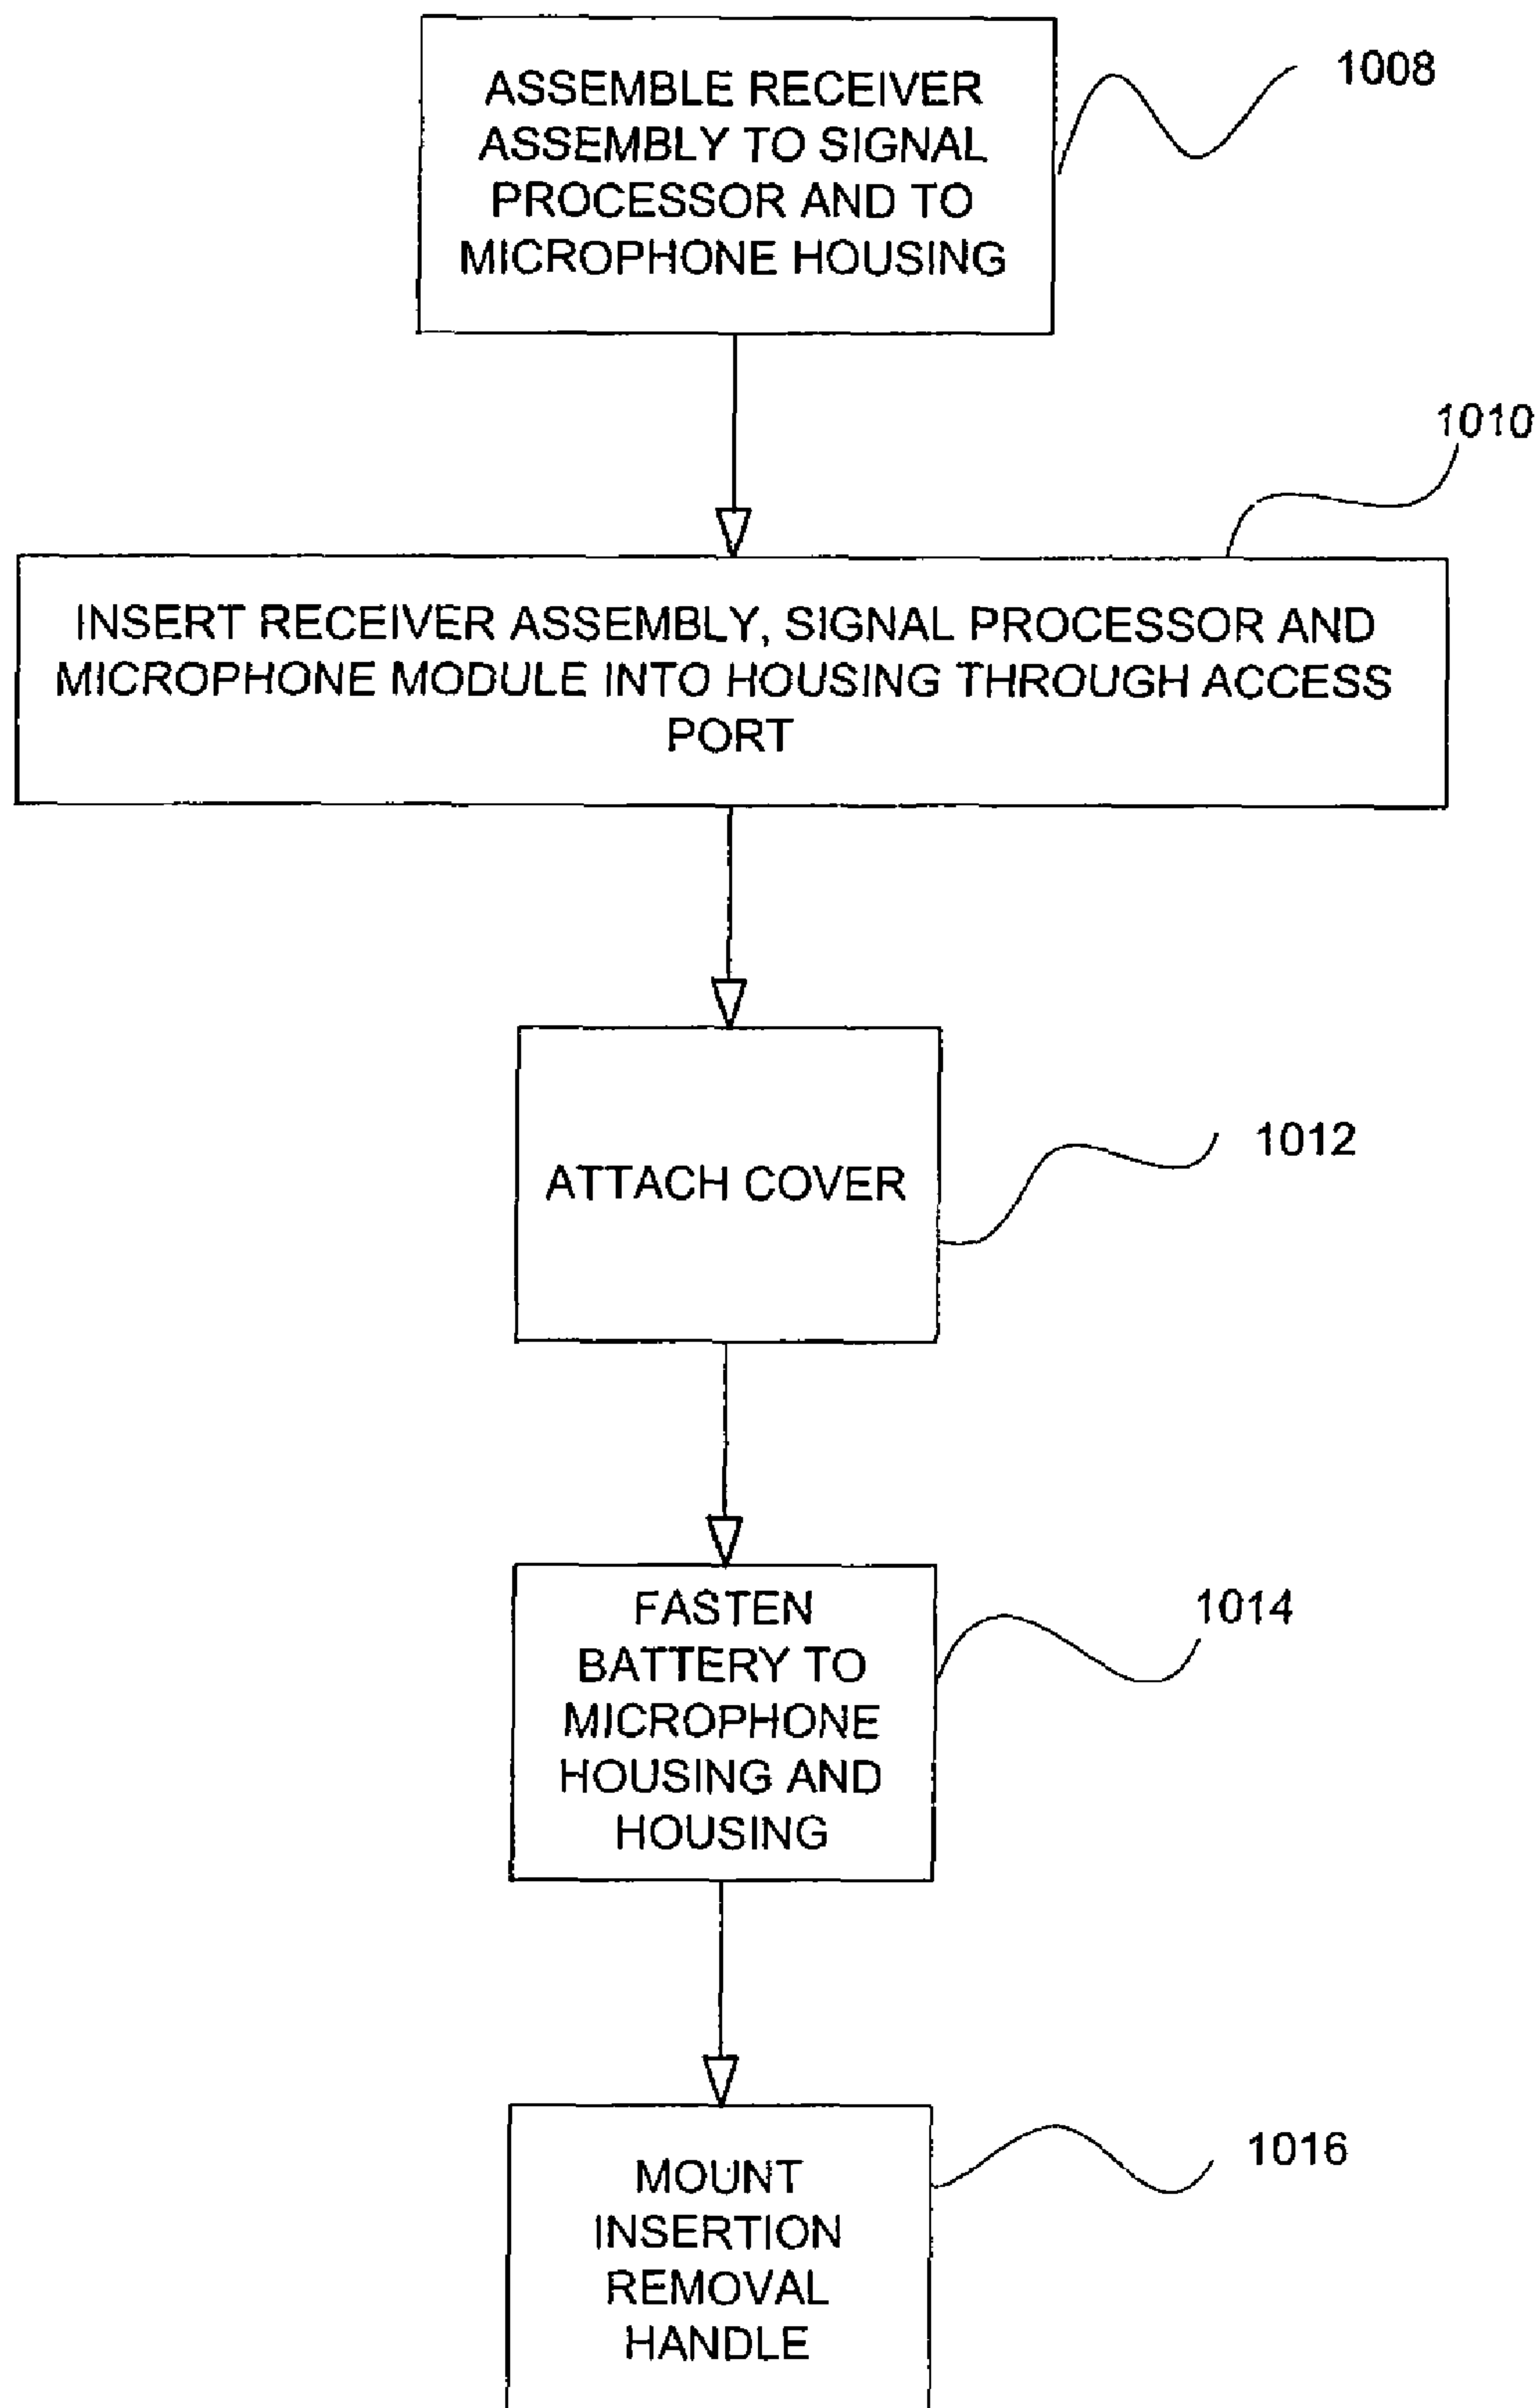 ASSEMBLE RECEIVER
ASSEMBLY TO SIGNAL
PROCESSOR AND TO
MICROPHONE HOUSING
1008
1010
INSERT RECEIVER ASSEMBLY, SIGNAL PROCESSOR AND
MICROPHONE MODULE INTO HOUSING THROUGH ACCESS
PORT
ATTACH COVER
1012
FASTEN
BATTERY TO
MICROPHONE
HOUSING AND
HOUSING
1014
MOUNT
INSERTION
REMOVAL
HANDLE
1016